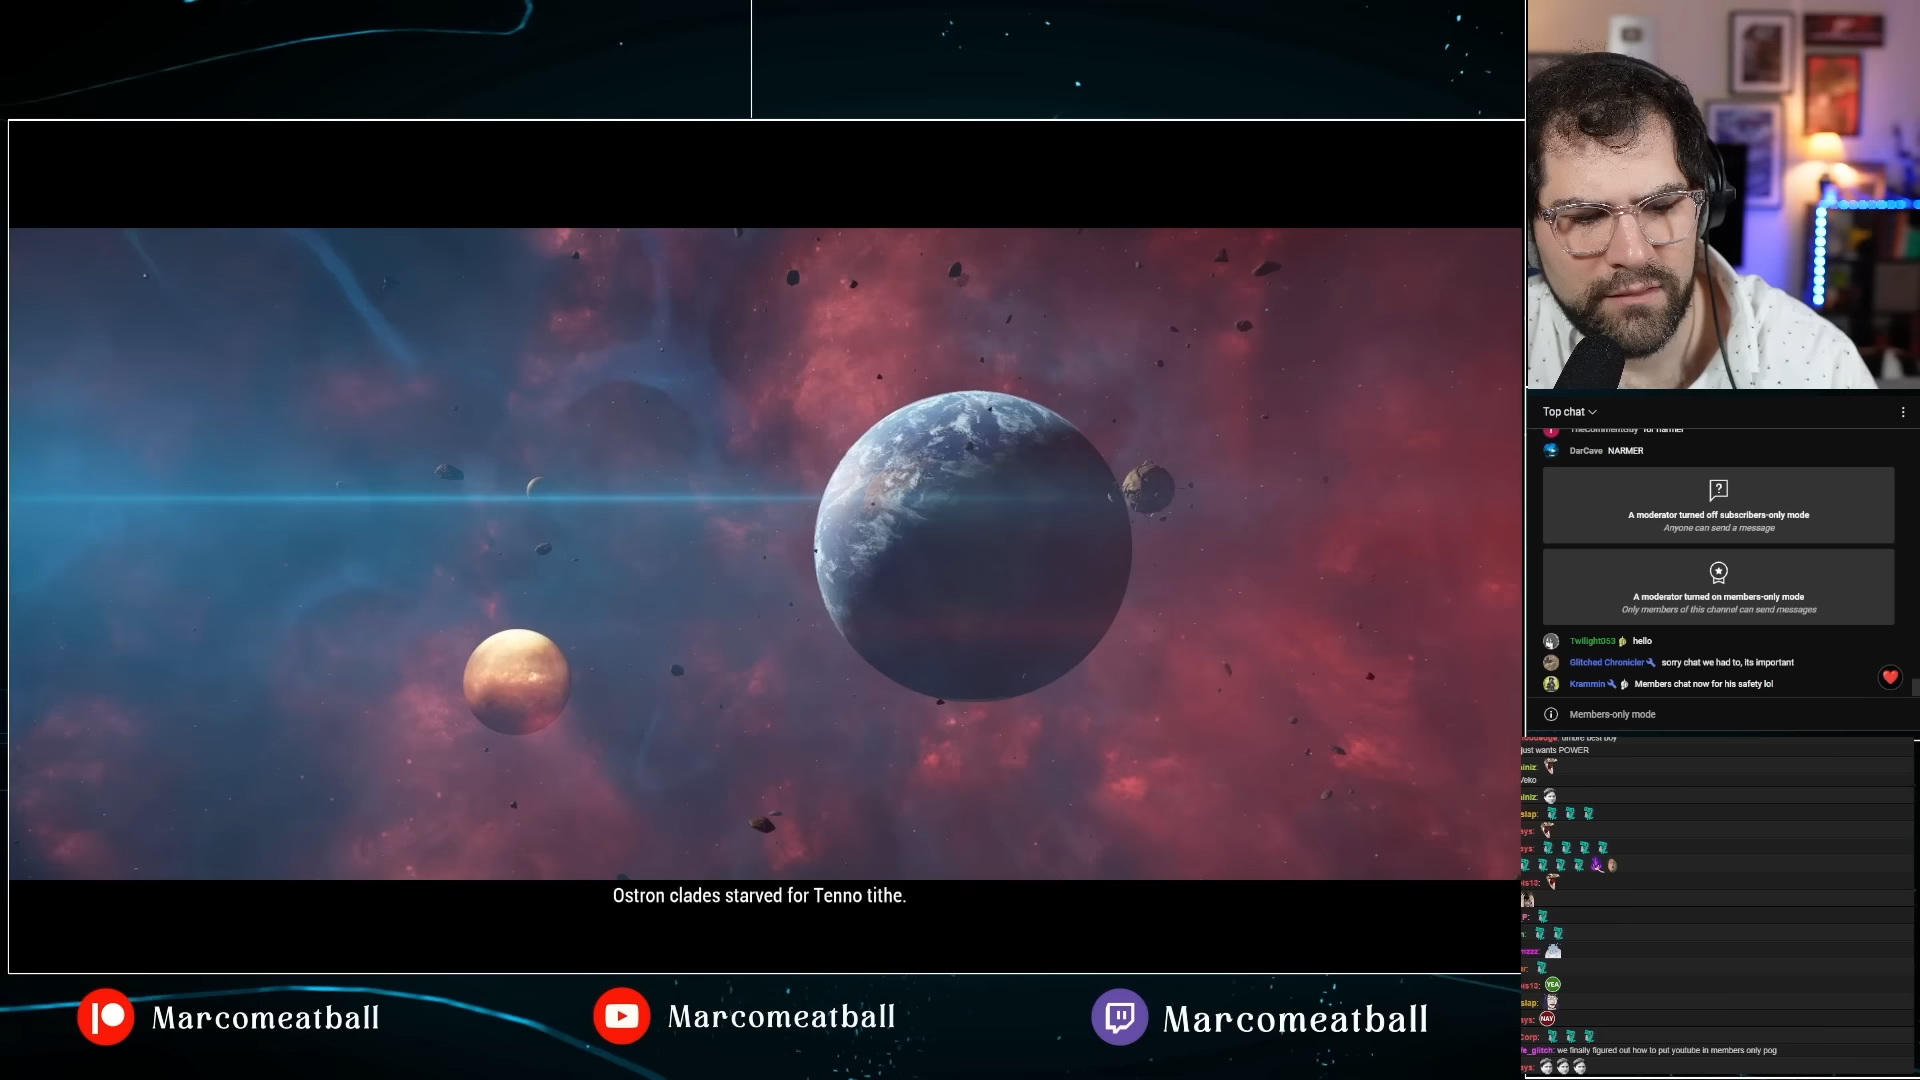 Top chat
DarCave NARMER
?
A moderator turned off subscribers-only mode
Anyone can send a message
A moderator turned on members-only mode
Only members of this channel can send messages
Twilight053 hello
Glitched Chronicler sorry chat we had to, its important
Krammin Members chat now for his safety lol
Members-only mode
just wants POWER
YEA
NAY
we finally figured out how to put youtube in members only pog
Ostron clades starved for Tenno tithe.
Marcomeatball
Marcomeatball
Marcomeatball